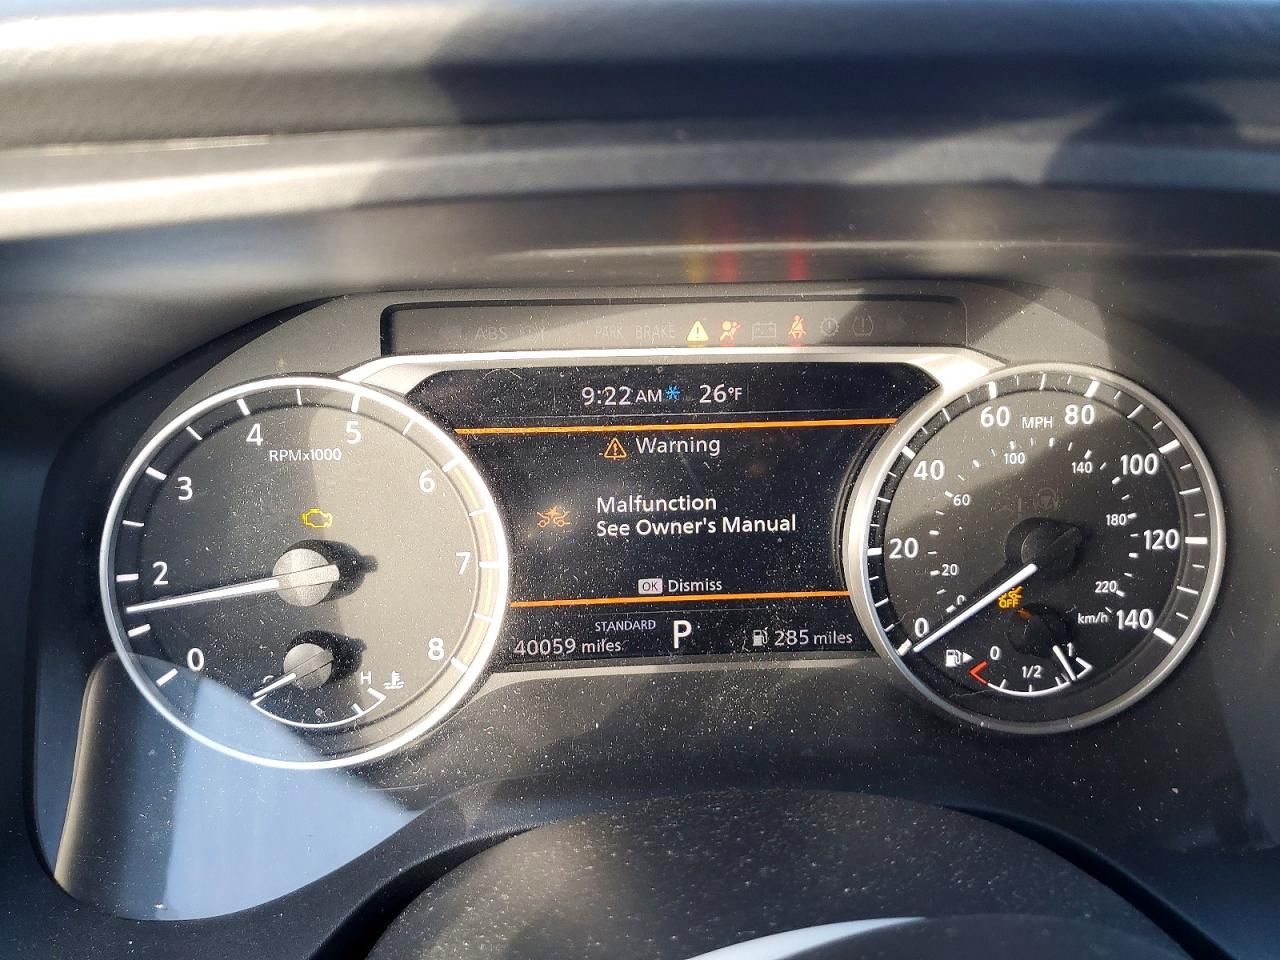 ABS PARK BRAKE
9:22 AM 26°F
Warning
Malfunction
See Owner's Manual
OK Dismiss
STANDARD
40059 miles P 285 miles
0 2 3 4 5 6 7 8
RPMx1000
H
0 20 40 60 80 100 120 140
MPH
0 20 60 100 140 180 220
km/h
OFF
0 1/2 1